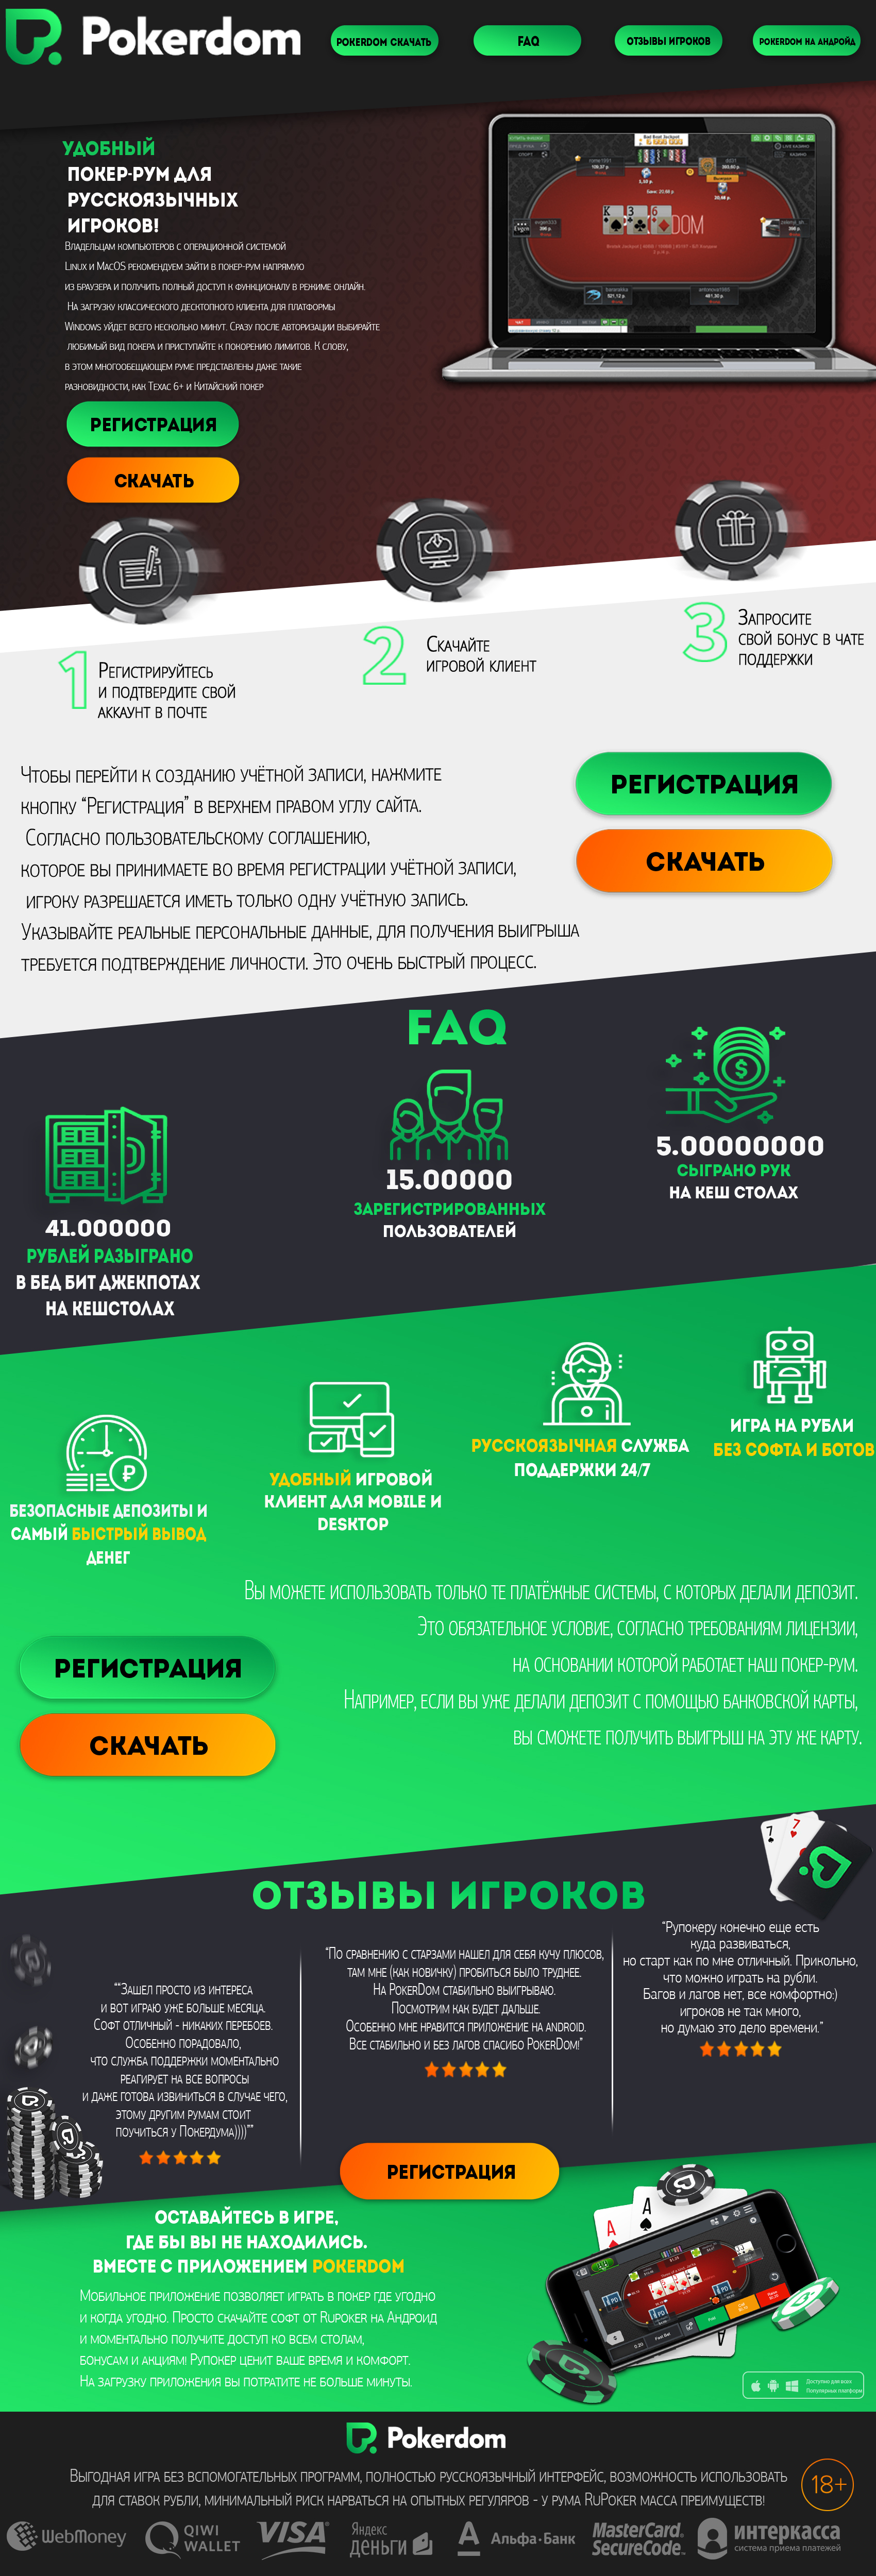 Pokerdom
POKERDOM СКАЧАТЬ
FAQ
ОТЗЫВЫ ИГРОКОВ
POKERDOM НА АНДРОЙД
УДОБНЫЙ
ПОКЕР-РУМ ДЛЯ
РУССКОЯЗЫЧНЫХ
ИГРОКОВ!
Владельцам компьютеров с операционной системой
Linux и MacOS рекомендуем зайти в покер-рум напрямую
из браузера и получить полный доступ к функционалу в режиме онлайн.
На загрузку классического десктопного клиента для платформы
Windows уйдет всего несколько минут. Сразу после авторизации выбирайте
любимый вид покера и приступайте к покорению лимитов. К слову,
в этом многообещающем руме представлены даже такие
разновидности, как Техас 6+ и Китайский покер
РЕГИСТРАЦИЯ
СКАЧАТЬ
1
Регистрируйтесь
и подтвердите свой
аккаунт в почте
2
Скачайте
игровой клиент
3
Запросите
свой бонус в чате
поддержки
Чтобы перейти к созданию учётной записи, нажмите
кнопку “Регистрация” в верхнем правом углу сайта.
Согласно пользовательскому соглашению,
которое вы принимаете во время регистрации учётной записи,
игроку разрешается иметь только одну учётную запись.
Указывайте реальные персональные данные, для получения выигрыша
требуется подтверждение личности. Это очень быстрый процесс.
РЕГИСТРАЦИЯ
СКАЧАТЬ
FAQ
41.000000
РУБЛЕЙ РАЗЫГРАНО
В БЕД БИТ ДЖЕКПОТАХ
НА КЕШСТОЛАХ
15.00000
ЗАРЕГИСТРИРОВАННЫХ
ПОЛЬЗОВАТЕЛЕЙ
5.00000000
СЫГРАНО РУК
НА КЕШ СТОЛАХ
БЕЗОПАСНЫЕ ДЕПОЗИТЫ И
САМЫЙ БЫСТРЫЙ ВЫВОД
ДЕНЕГ
УДОБНЫЙ ИГРОВОЙ
КЛИЕНТ ДЛЯ MOBILE И
DESKTOP
РУССКОЯЗЫЧНАЯ СЛУЖБА
ПОДДЕРЖКИ 24/7
ИГРА НА РУБЛИ
БЕЗ СОФТА И БОТОВ
Вы можете использовать только те платёжные системы, с которых делали депозит.
Это обязательное условие, согласно требованиям лицензии,
на основании которой работает наш покер-рум.
Например, если вы уже делали депозит с помощью банковской карты,
вы сможете получить выигрыш на эту же карту.
РЕГИСТРАЦИЯ
СКАЧАТЬ
ОТЗЫВЫ ИГРОКОВ
““Зашел просто из интереса
и вот играю уже больше месяца.
Софт отличный - никаких перебоев.
Особенно порадовало,
что служба поддержки моментально
реагирует на все вопросы
и даже готова извиниться в случае чего,
этому другим румам стоит
поучиться у Покердума))))””
“По сравнению с старзами нашел для себя кучу плюсов,
там мне (как новичку) пробиться было труднее.
На PokerDom стабильно выигрываю.
Посмотрим как будет дальше.
Особенно мне нравится приложение на android.
Все стабильно и без лагов спасибо PokerDom!”
“Рупокеру конечно еще есть
куда развиваться,
но старт как по мне отличный. Прикольно,
что можно играть на рубли.
Багов и лагов нет, все комфортно:)
игроков не так много,
но думаю это дело времени.”
РЕГИСТРАЦИЯ
ОСТАВАЙТЕСЬ В ИГРЕ,
ГДЕ БЫ ВЫ НЕ НАХОДИЛИСЬ.
ВМЕСТЕ С ПРИЛОЖЕНИЕМ POKERDOM
Мобильное приложение позволяет играть в покер где угодно
и когда угодно. Просто скачайте софт от Rupoker на Андроид
и моментально получите доступ ко всем столам,
бонусам и акциям! Рупокер ценит ваше время и комфорт.
На загрузку приложения вы потратите не больше минуты.
Доступно для всех
Популярных платформ
Pokerdom
Выгодная игра без вспомогательных программ, полностью русскоязычный интерфейс, возможность использовать
для ставок рубли, минимальный риск нарваться на опытных регуляров - у рума RuPoker масса преимуществ!
18+
WebMoney
QIWI
WALLET
VISA
Яндекс
деньги
Альфа·Банк
MasterCard
SecureCode
интеркасса
система приема платежей